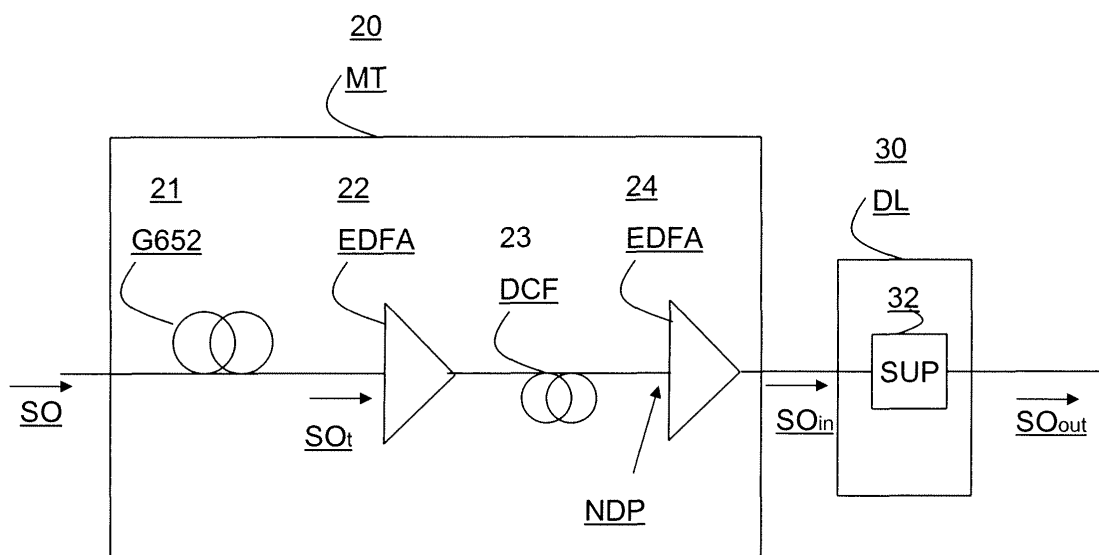 20
MT
30
DL
21
22
24
G652
EDFA
23
EDFA
DCF
32
SUP
SO
SOt
NDP
SOin
SOout